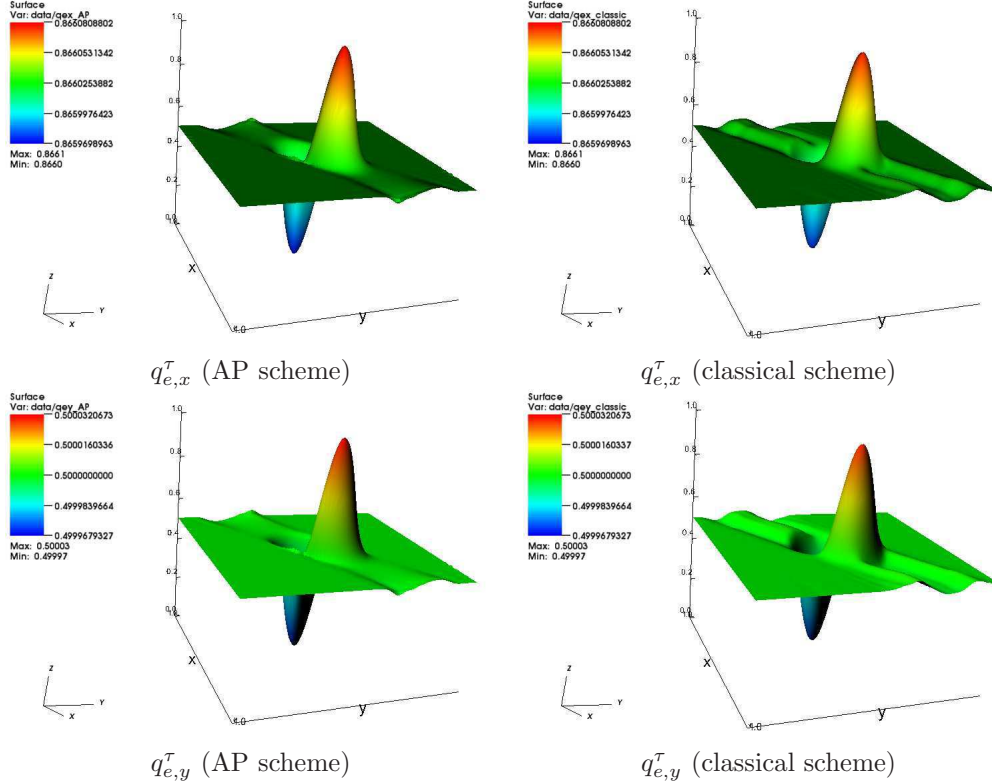 Surface
Var: data/qex_AP
0.8660808802
0.8660531342
0.8660253882
0.8659976423
0.8659698963
Max: 0.8661
Min: 0.8660
1.0
0.8
0.6
0.4
0.2
0.0
x
y
Z
Y
X
q^τ_{e,x} (AP scheme)
Surface
Var: data/qex_classic
0.8660808802
0.8660531342
0.8660253882
0.8659976423
0.8659698963
Max: 0.8661
Min: 0.8660
1.0
0.8
0.6
0.4
0.2
0.0
x
y
Z
Y
X
q^τ_{e,x} (classical scheme)
Surface
Var: data/qey_AP
0.5000320673
0.5000160336
0.5000000000
0.4999839664
0.4999679327
Max: 0.50003
Min: 0.49997
1.0
0.8
0.6
0.4
0.2
0.0
x
y
Z
Y
X
q^τ_{e,y} (AP scheme)
Surface
Var: data/qey_classic
0.5000320673
0.5000160337
0.5000000000
0.4999839664
0.4999679327
Max: 0.50003
Min: 0.49997
1.0
0.8
0.6
0.4
0.2
0.0
x
y
Z
Y
X
q^τ_{e,y} (classical scheme)